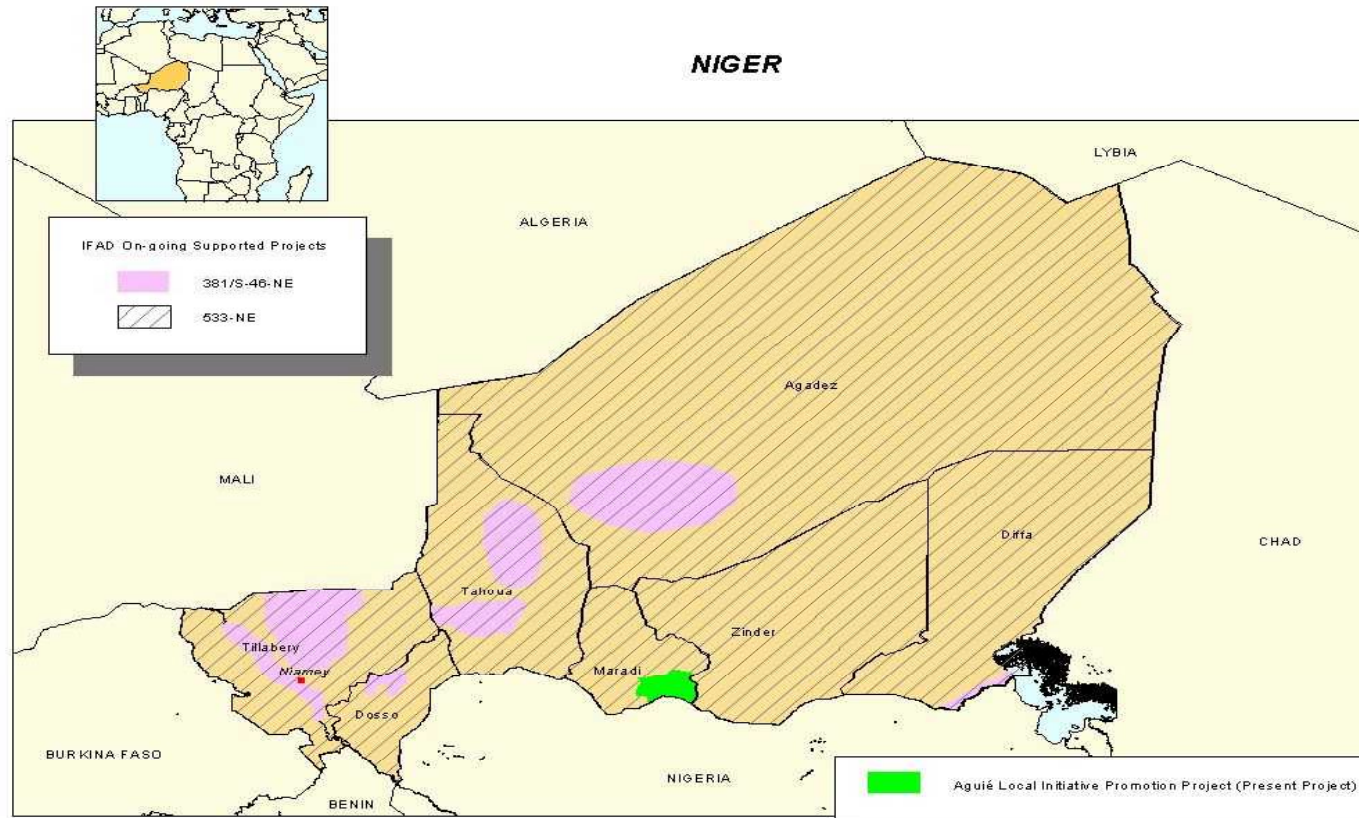 NIGER
LYBIA
ALGERIA
IFAD On-going Supported Projects
381/S-46-NE
533-NE
Agadez
MALI
Diffa
CHAD
Tahoua
Zinder
Tillabery
Niamey
Maradi
Dosso
BURKINA FASO
NIGERIA
BENIN
Aguié Local Initiative Promotion Project (Present Project)